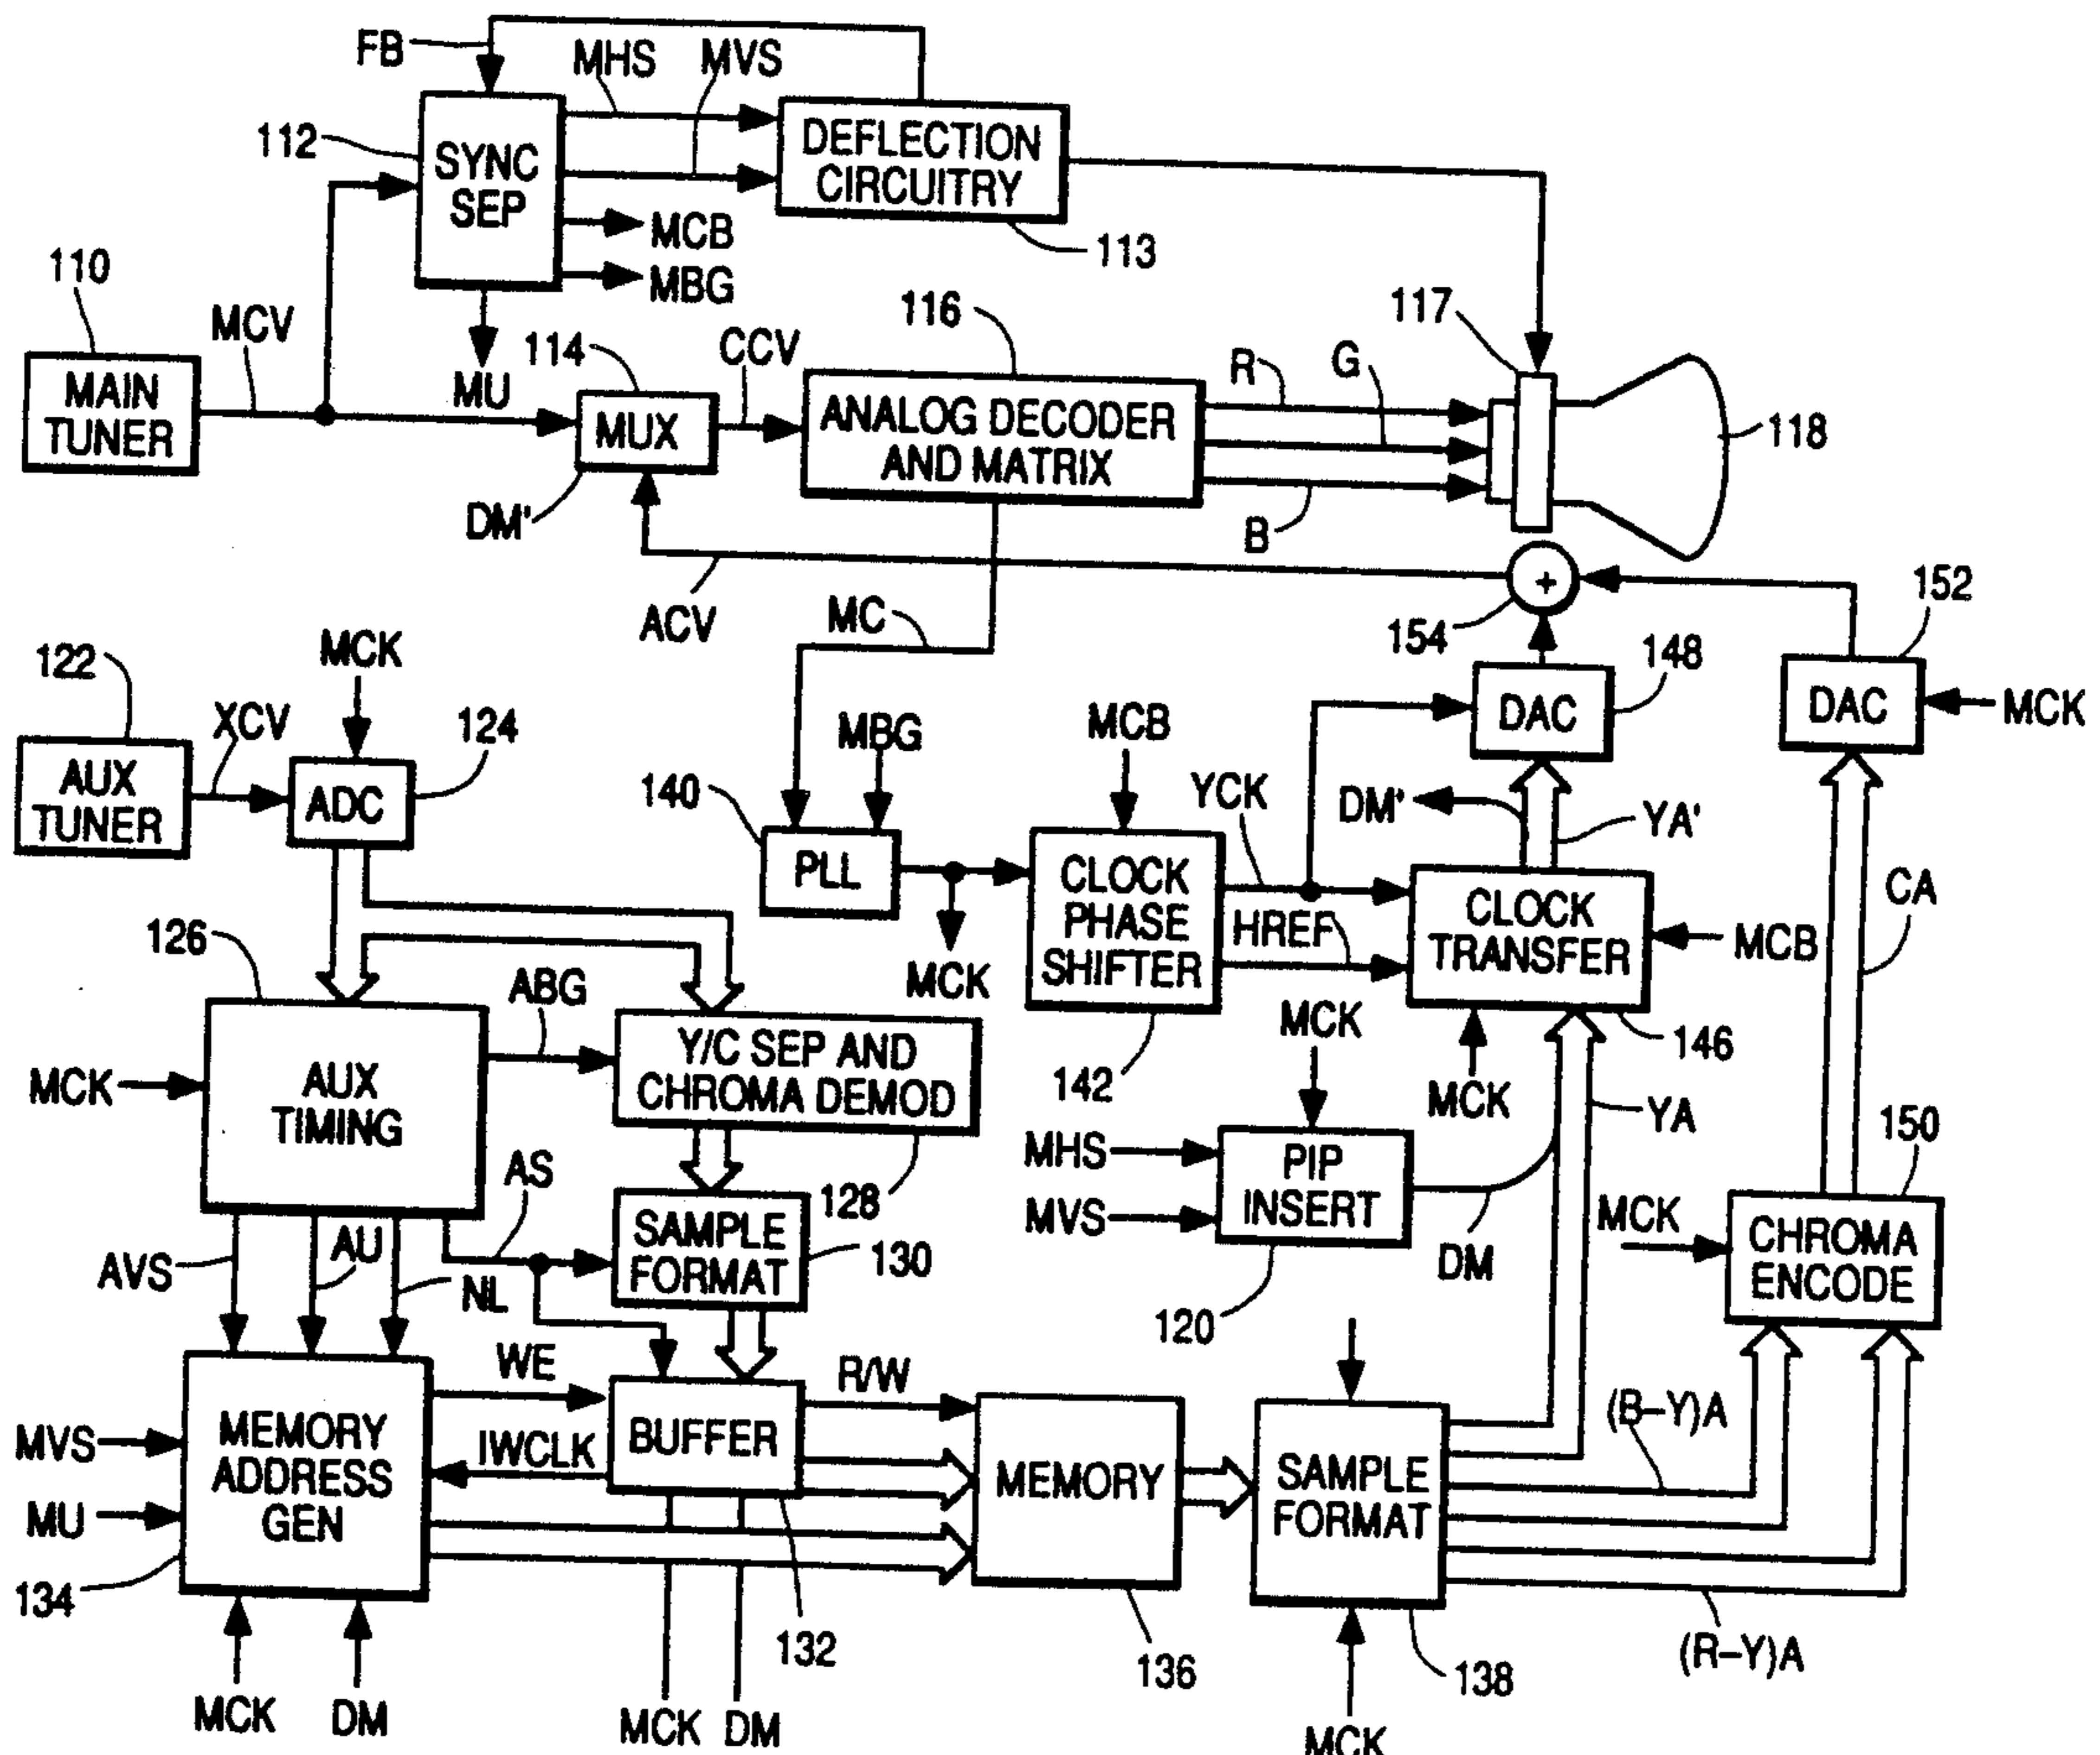 FB
MHS
MVS
112
SYNC
SEP
DEFLECTION
CIRCUITRY
MCB
MBG
113
110
MCV
MAIN
TUNER
MU
114
CCV
116
117
MUX
ANALOG DECODER
AND MATRIX
R
G
B
118
DM'
ACV
MC
154
+
152
122
MCK
XCV
124
AUX
TUNER
ADC
MBG
140
PLL
MCB
YCK
DAC
148
DAC
MCK
DM'
YA'
CLOCK
PHASE
SHIFTER
HREF
CLOCK
TRANSFER
MCB
CA
126
ABG
MCK
MCK
AUX
TIMING
Y/C SEP AND
CHROMA DEMOD
142
MCK
MCK
146
YA
150
AS
128
MHS
MVS
PIP
INSERT
DM
120
MCK
CHROMA
ENCODE
AVS
AU
NL
SAMPLE
FORMAT
130
WE
R/W
MVS
MU
MEMORY
ADDRESS
GEN
IWCLK
BUFFER
MEMORY
SAMPLE
FORMAT
(B-Y)A
134
132
136
138
(R-Y)A
MCK
DM
MCK
DM
MCK